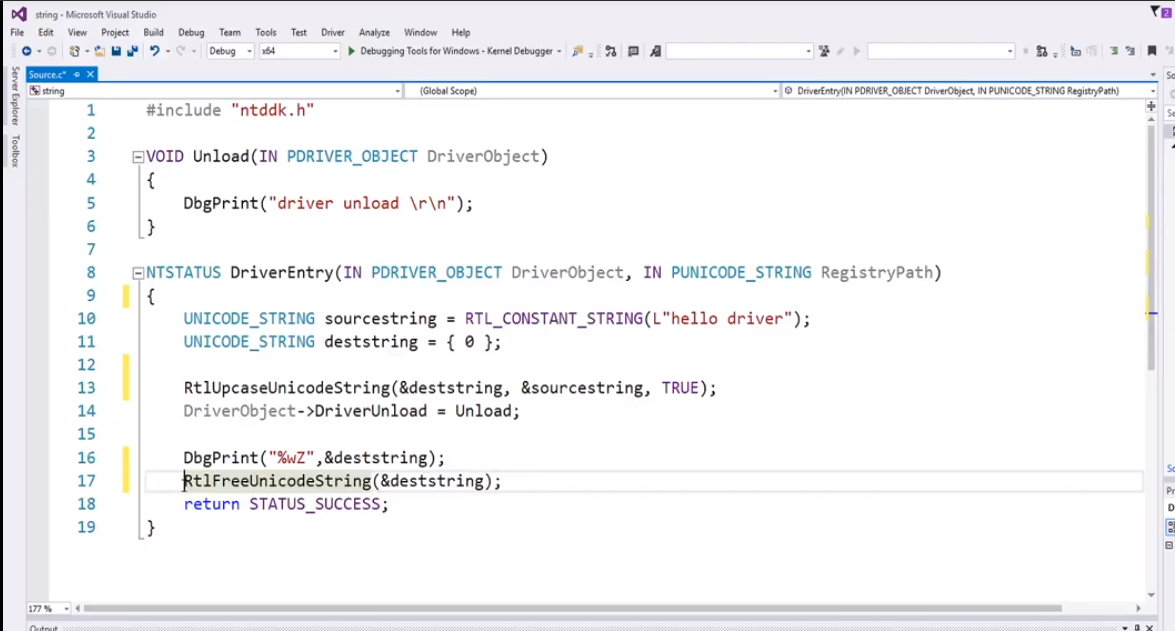 string - Microsoft Visual Studio
2
File Edit View Project Build Debug Team Tools Test Driver Analyze Window Help
Debug x64 Debugging Tools for Windows - Kernel Debugger
Server Explorer
Toolbox
Source.c*
string (Global Scope) DriverEntry(IN PDRIVER_OBJECT DriverObject, IN PUNICODE_STRING RegistryPath)
1 #include "ntddk.h"
2
3 VOID Unload(IN PDRIVER_OBJECT DriverObject)
4 {
5 DbgPrint("driver unload \r\n");
6 }
7
8 NTSTATUS DriverEntry(IN PDRIVER_OBJECT DriverObject, IN PUNICODE_STRING RegistryPath)
9 {
10 UNICODE_STRING sourcestring = RTL_CONSTANT_STRING(L"hello driver");
11 UNICODE_STRING deststring = { 0 };
12
13 RtlUpcaseUnicodeString(&deststring, &sourcestring, TRUE);
14 DriverObject->DriverUnload = Unload;
15
16 DbgPrint("%wZ",&deststring);
17 RtlFreeUnicodeString(&deststring);
18 return STATUS_SUCCESS;
19 }
177 %
Output